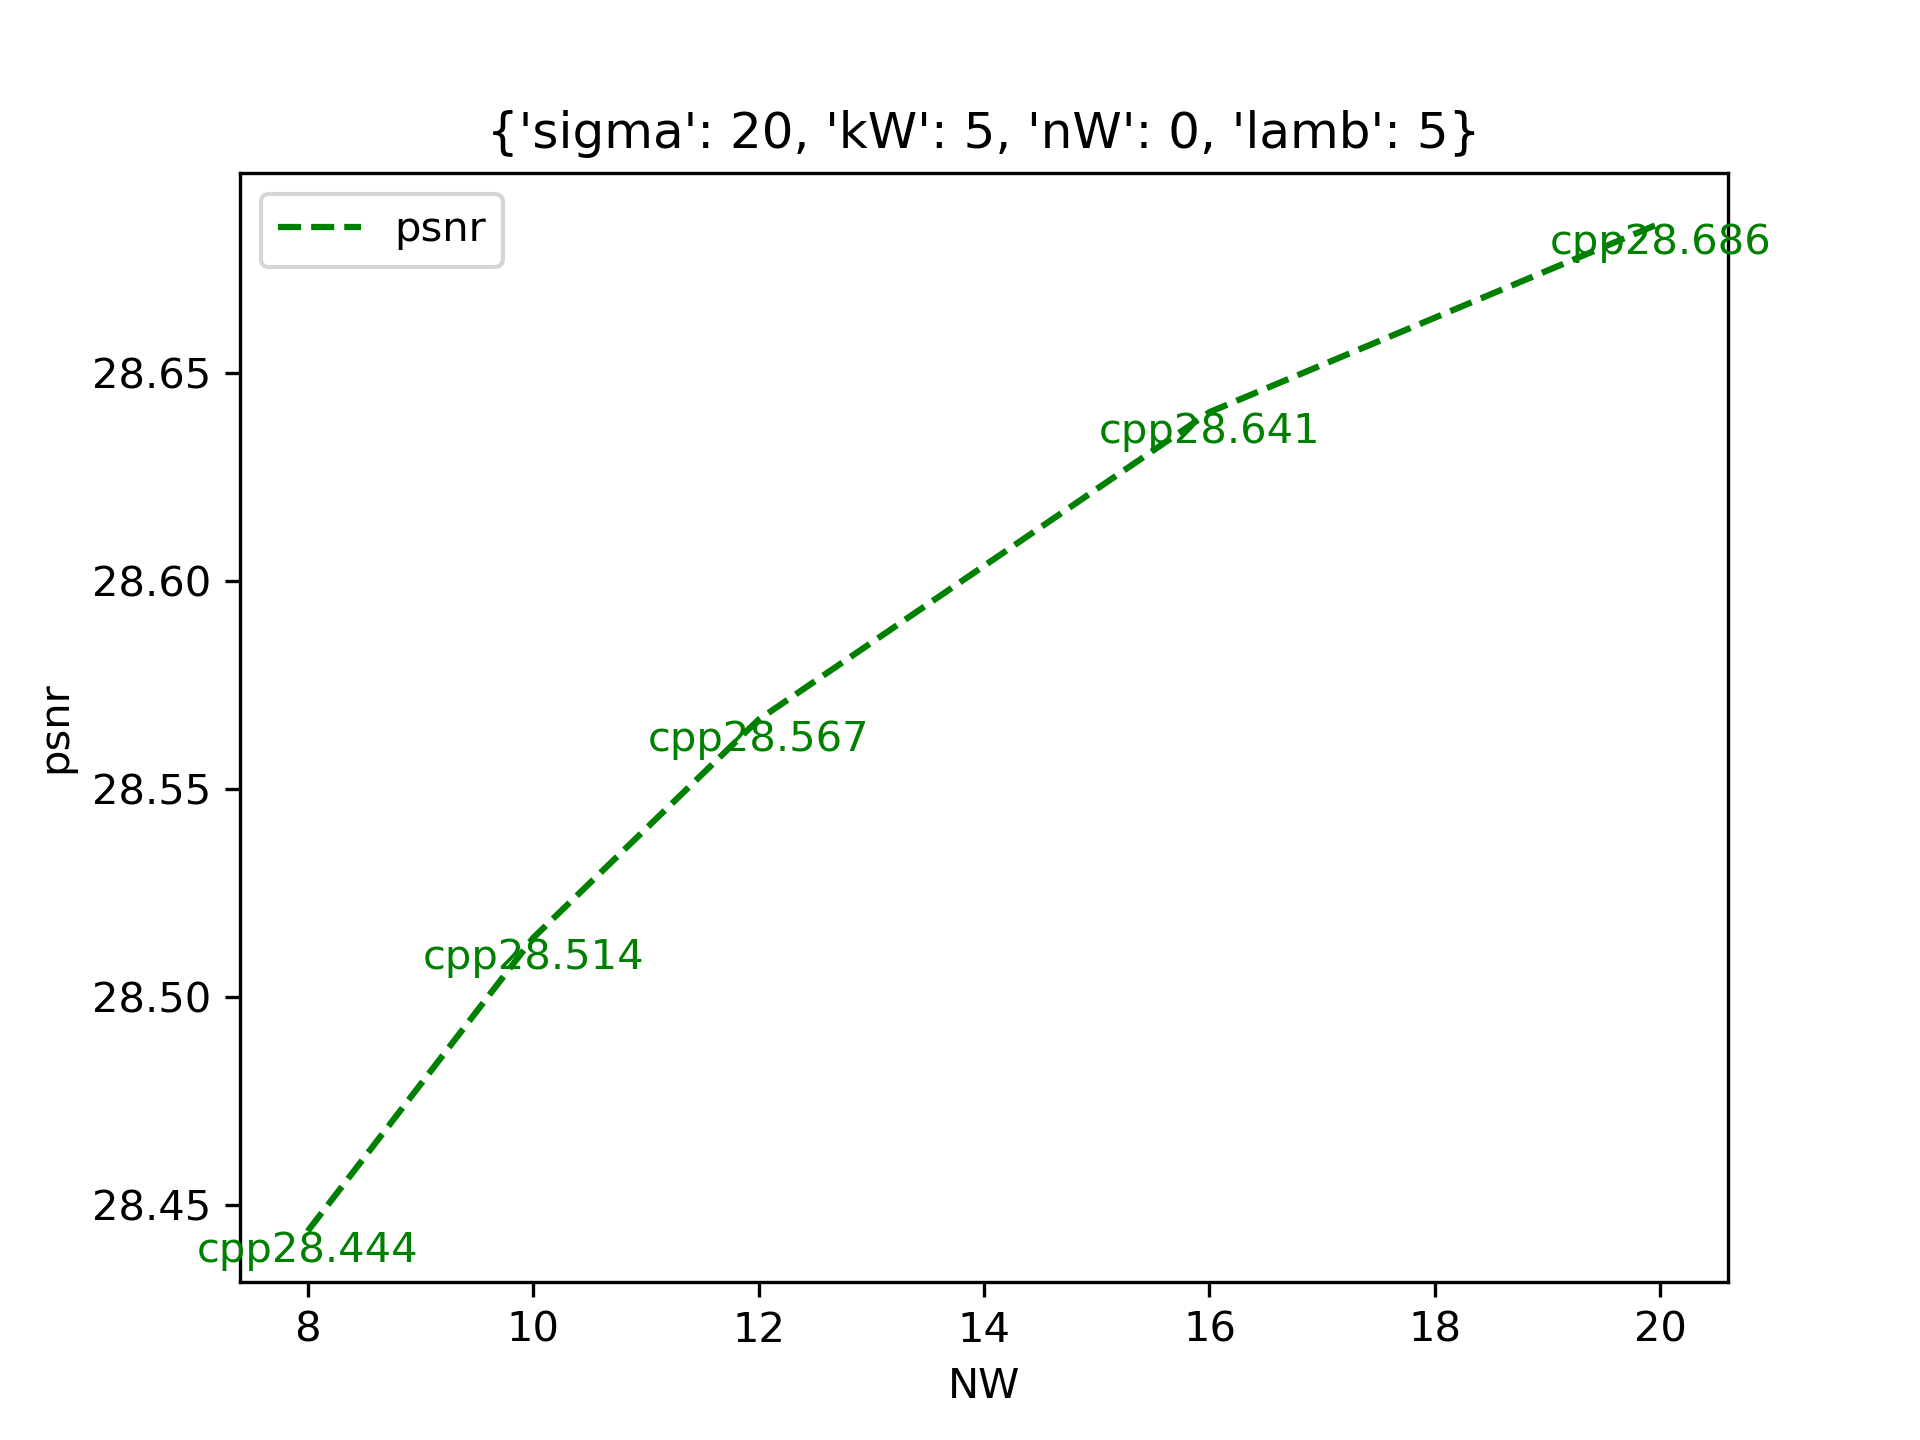 {'sigma': 20, 'kW': 5, 'nW': 0, 'lamb': 5}
psnr
cpp28.686
28.65
cpp28.641
28.60
cpp28.567
psnr
28.55
cpp28.514
28.50
28.45
cpp28.444
8 10 12 14 16 18 20
NW